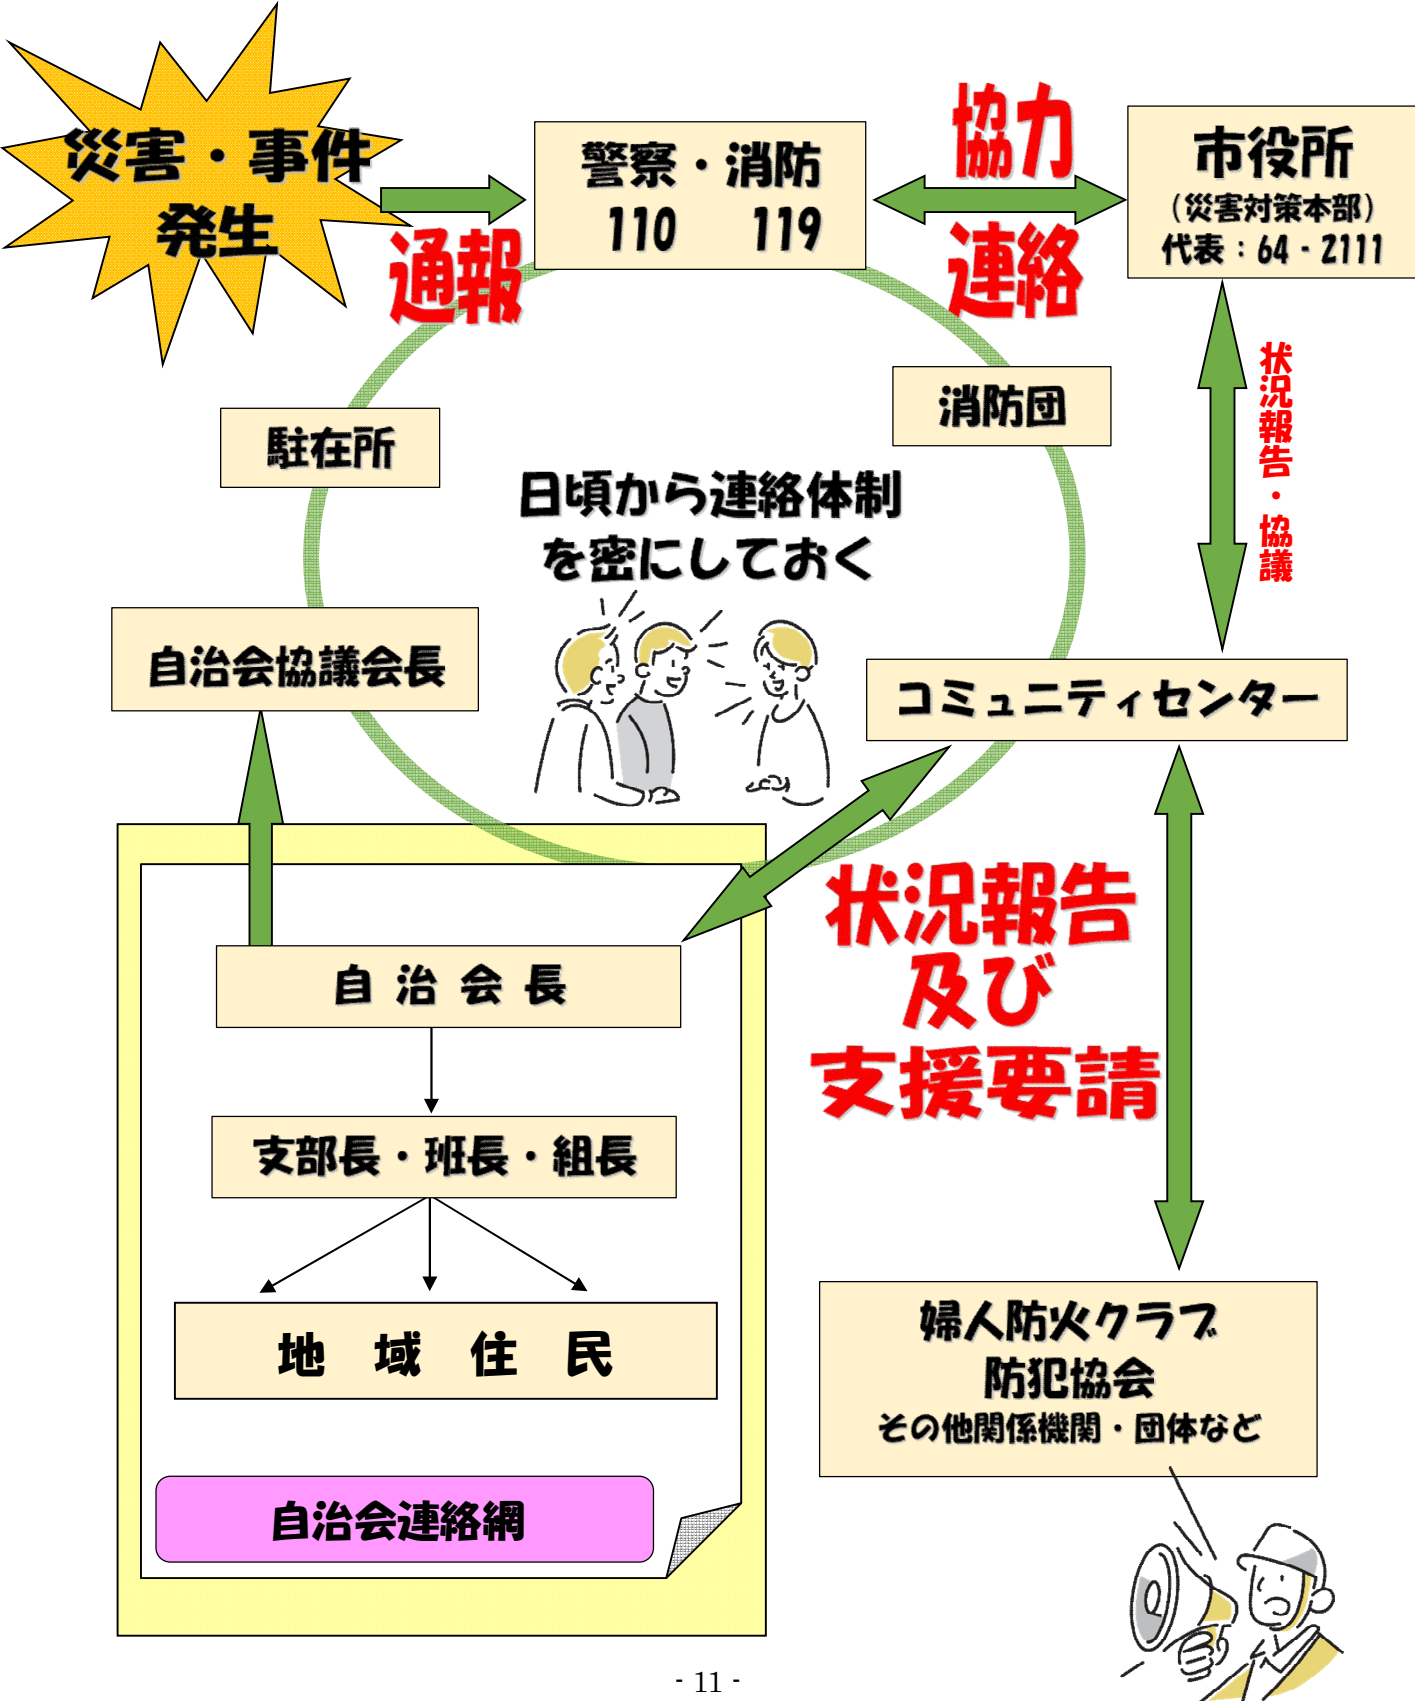 災害・事件
発生
通報
警察・消防
110 119
協力
連絡
市役所
（災害対策本部）
代表：64‐2111
状況報告・協議
消防団
駐在所
日頃から連絡体制
を密にしておく
自治会協議会長
コミュニティセンター
状況報告
及び
支援要請
自 治 会 長
支部長・班長・組長
地 域 住 民
自治会連絡網
婦人防火クラブ
防犯協会
その他関係機関・団体など
- 11 -